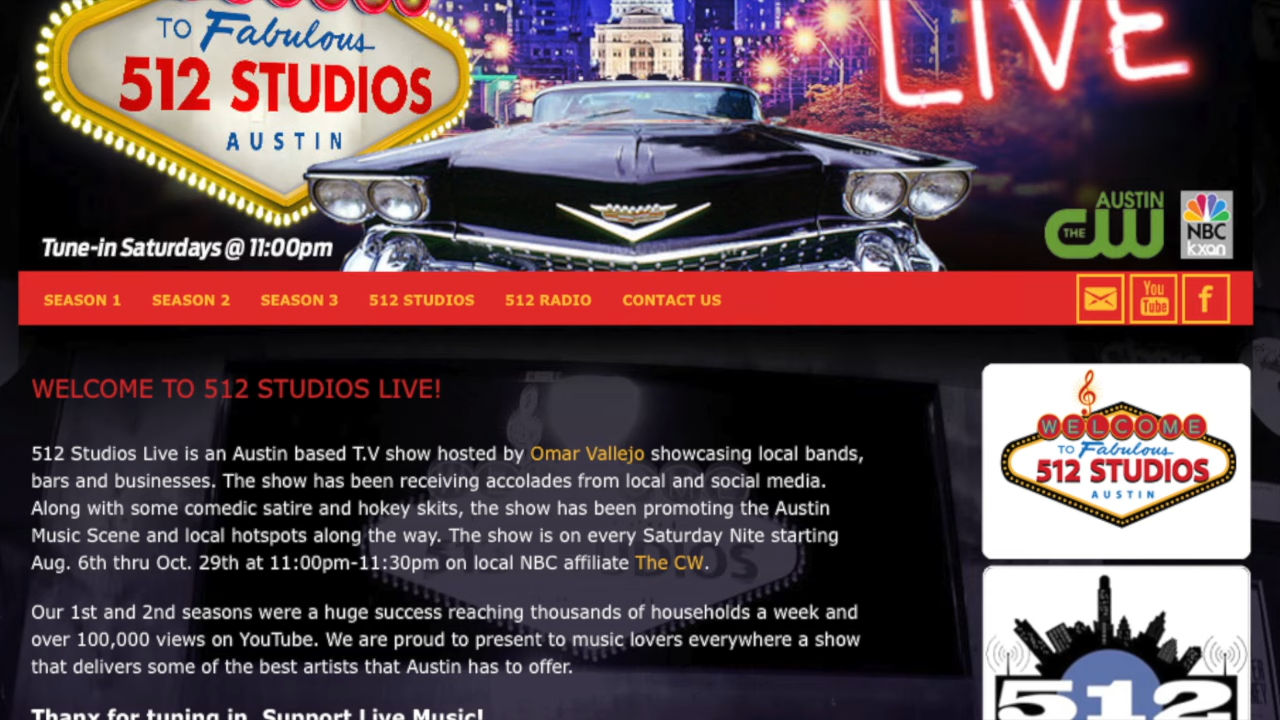 TO Fabulous
512 STUDIOS
AUSTIN
LIVE
Tune-in Saturdays @ 11:00pm
AUSTIN
THE CW
NBC
kxan
SEASON 1 SEASON 2 SEASON 3 512 STUDIOS 512 RADIO CONTACT US
You
Tube
f
WELCOME TO 512 STUDIOS LIVE!
512 Studios Live is an Austin based T.V show hosted by Omar Vallejo showcasing local bands,
bars and businesses. The show has been receiving accolades from local and social media.
Along with some comedic satire and hokey skits, the show has been promoting the Austin
Music Scene and local hotspots along the way. The show is on every Saturday Nite starting
Aug. 6th thru Oct. 29th at 11:00pm-11:30pm on local NBC affiliate The CW.
Our 1st and 2nd seasons were a huge success reaching thousands of households a week and
over 100,000 views on YouTube. We are proud to present to music lovers everywhere a show
that delivers some of the best artists that Austin has to offer.
Thanx for tuning in. Support Live Music!
WELCOME
TO Fabulous
512 STUDIOS
AUSTIN
512